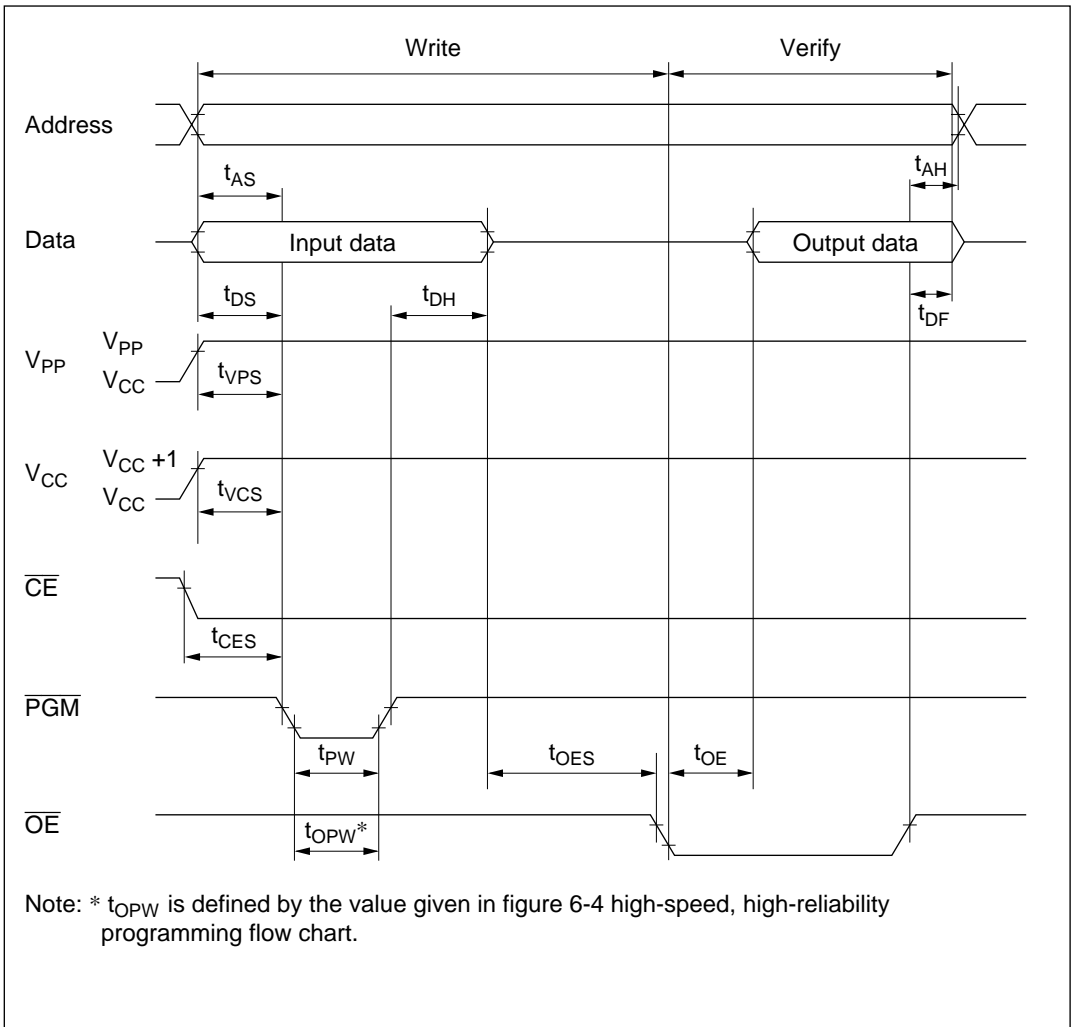 Write Verify
Address
tAS tAH
Data Input data Output data
tDS tDH tDF
VPP VPP
VCC tVPS
VCC VCC +1
VCC tVCS
CE
tCES
PGM
tPW tOES tOE
OE
tOPW*
Note: * tOPW is defined by the value given in figure 6-4 high-speed, high-reliability
programming flow chart.